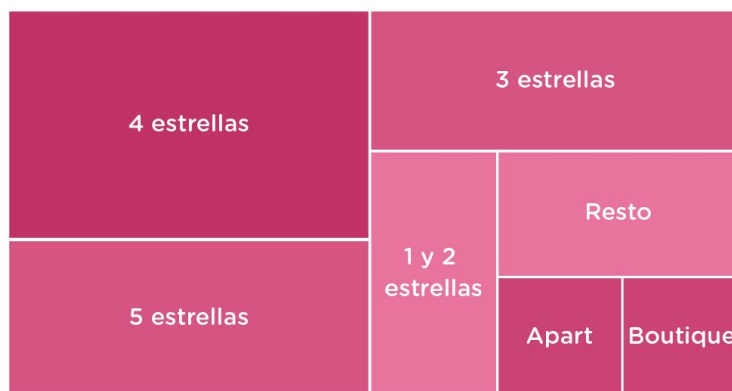 4 estrellas
3 estrellas
5 estrellas
1 y 2
estrellas
Resto
Apart
Boutique